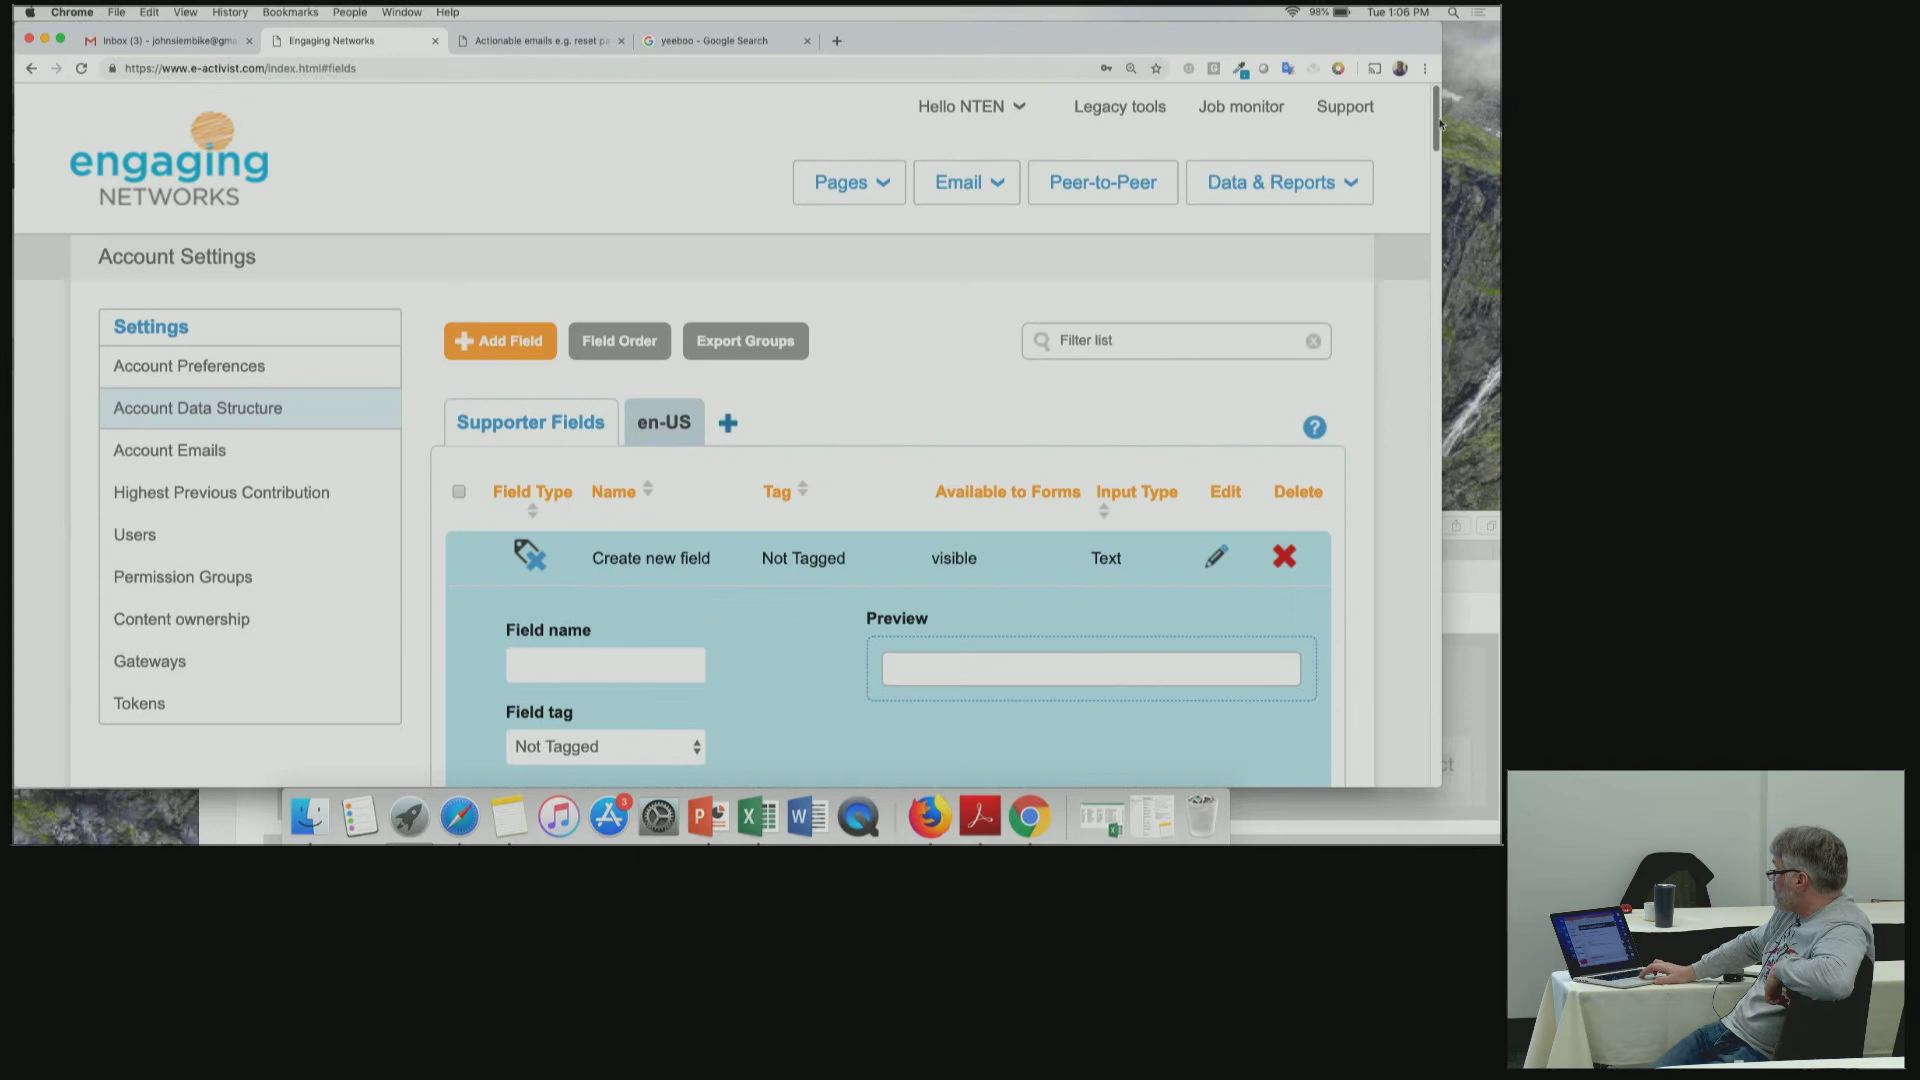 Chrome File Edit View History Bookmarks People Window Help
98% Tue 1:06 PM
Inbox (3) - johnsiembike@gma
Engaging Networks
Actionable emails e.g. reset pa
yeeboo - Google Search
https://www.e-activist.com/index.html#fields
Hello NTEN
Legacy tools
Job monitor
Support
engaging
NETWORKS
Pages
Email
Peer-to-Peer
Data & Reports
Account Settings
Settings
Account Preferences
Account Data Structure
Account Emails
Highest Previous Contribution
Users
Permission Groups
Content ownership
Gateways
Tokens
Add Field
Field Order
Export Groups
Filter list
Supporter Fields
en-US
?
Field Type
Name
Tag
Available to Forms
Input Type
Edit
Delete
Create new field
Not Tagged
visible
Text
Field name
Preview
Field tag
Not Tagged
ct
3
P
X
W